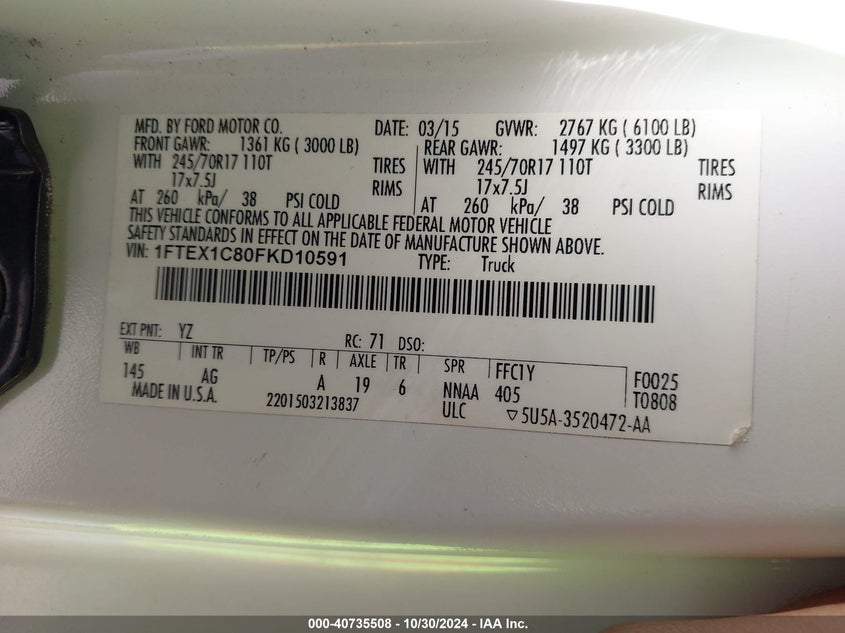 MFD. BY FORD MOTOR CO. DATE: 03/15 GVWR: 2767 KG ( 6100 LB)
FRONT GAWR: 1361 KG ( 3000 LB) REAR GAWR: 1497 KG ( 3300 LB)
WITH 245/70R17 110T TIRES WITH 245/70R17 110T TIRES
17x7.5J RIMS 17x7.5J RIMS
AT 260 kPa/ 38 PSI COLD AT 260 kPa/ 38 PSI COLD
THIS VEHICLE CONFORMS TO ALL APPLICABLE FEDERAL MOTOR VEHICLE
SAFETY STANDARDS IN EFFECT ON THE DATE OF MANUFACTURE SHOWN ABOVE.
VIN: 1FTEX1C80FKD10591 TYPE: Truck
EXT PNT: YZ RC: 71 DSO:
WB INT TR TP/PS R AXLE TR SPR FFC1Y F0025
145 AG A 19 6 NNAA 405 T0808
MADE IN U.S.A. 2201503213837 ULC ▽5U5A-3520472-AA
000-40735508 - 10/30/2024 - IAA Inc.